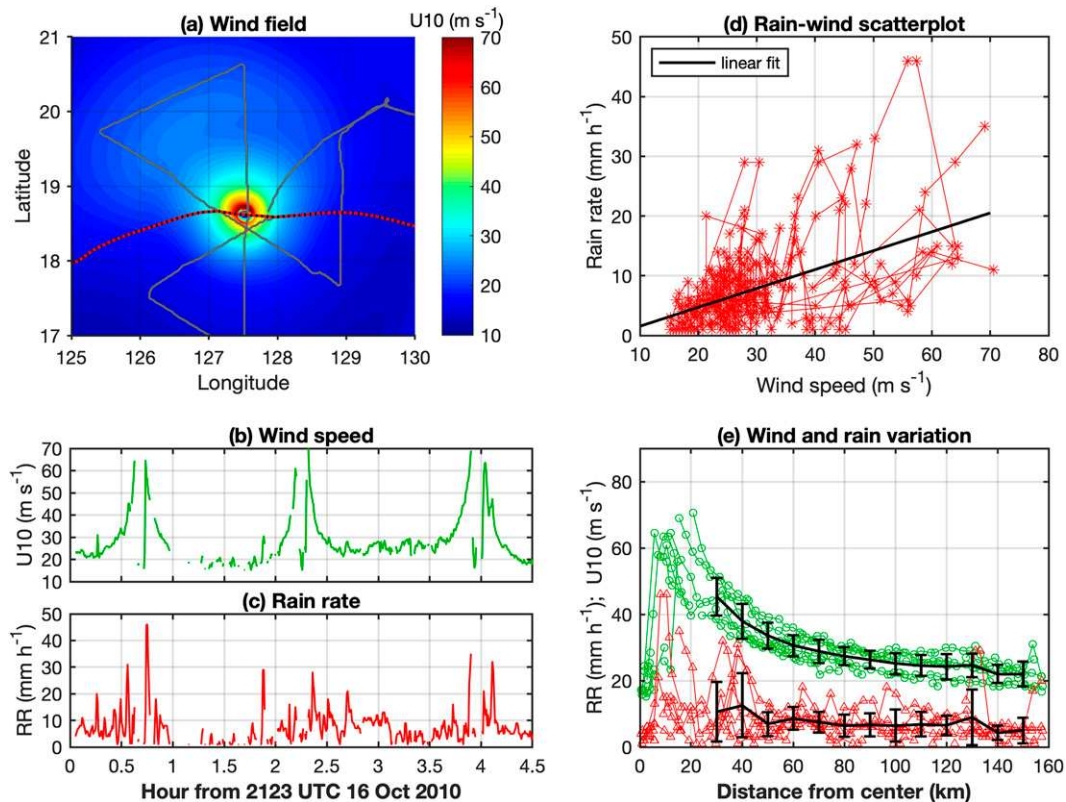 (a) Wind field
U10 (m s⁻¹)
21
20
19
18
17
Latitude
125 126 127 128 129 130
Longitude
70
60
50
40
30
20
10
(d) Rain-wind scatterplot
linear fit
50
40
30
20
10
0
Rain rate (mm h⁻¹)
10 20 30 40 50 60 70 80
Wind speed (m s⁻¹)
(b) Wind speed
70
60
50
40
30
20
10
U10 (m s⁻¹)
(c) Rain rate
50
40
30
20
10
0
RR (mm h⁻¹)
0 0.5 1 1.5 2 2.5 3 3.5 4 4.5
Hour from 2123 UTC 16 Oct 2010
(e) Wind and rain variation
80
60
40
20
0
RR (mm h⁻¹); U10 (m s⁻¹)
0 20 40 60 80 100 120 140 160
Distance from center (km)